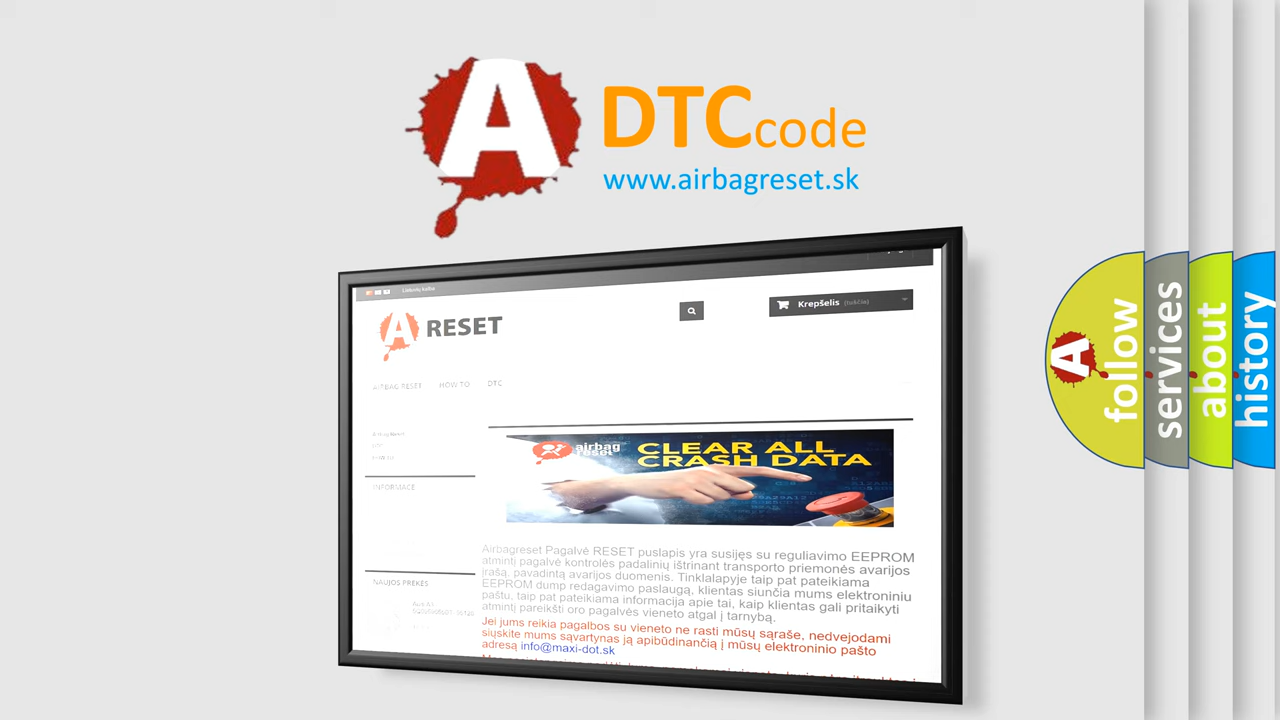 A
DTCcode
www.airbagreset.sk
Lietuvių kalba
A RESET
Krepšelis (tuščia)
AIRBAG RESET HOW TO DTC
INFORMACE
NAUJOS PREKĖS
airbag
reset
CLEAR ALL
CRASH DATA
Airbagreset Pagalvė RESET puslapis yra susijęs su reguliavimo EEPROM
atminti pagalvė kontrolės padalinių ištrinant transporto priemonės avarijos
įrašą, pavadintą avarijos duomenis. Tinklalapyje taip pat pateikiama
EEPROM dump redagavimo paslaugą, klientas siunčia mums elektroniniu
paštu, taip pat pateikiama informacija apie tai, kaip klientas gali pritaikyti
atmintį pareikšti oro pagalvės vieneto atgal į tarnybą.
Jei jums reikia pagalbos su vieneto ne rasti mūsų sąraše, nedvejodami
siųskite mums sąvartynas ją apibūdinančią į mūsų elektroninio pašto
adresą info@maxi-dot.sk
A
follow
services
about
history